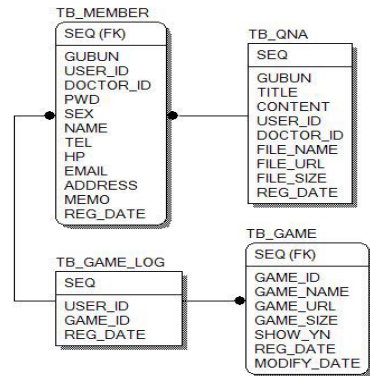 TB_MEMBER
SEQ (FK)
GUBUN
USER_ID
DOCTOR_ID
PWD
SEX
NAME
TEL
HP
EMAIL
ADDRESS
MEMO
REG_DATE
TB_QNA
SEQ
GUBUN
TITLE
CONTENT
USER_ID
DOCTOR_ID
FILE_NAME
FILE_URL
FILE_SIZE
REG_DATE
TB_GAME_LOG
SEQ
USER_ID
GAME_ID
REG_DATE
TB_GAME
SEQ (FK)
GAME_ID
GAME_NAME
GAME_URL
GAME_SIZE
SHOW_YN
REG_DATE
MODIFY_DATE